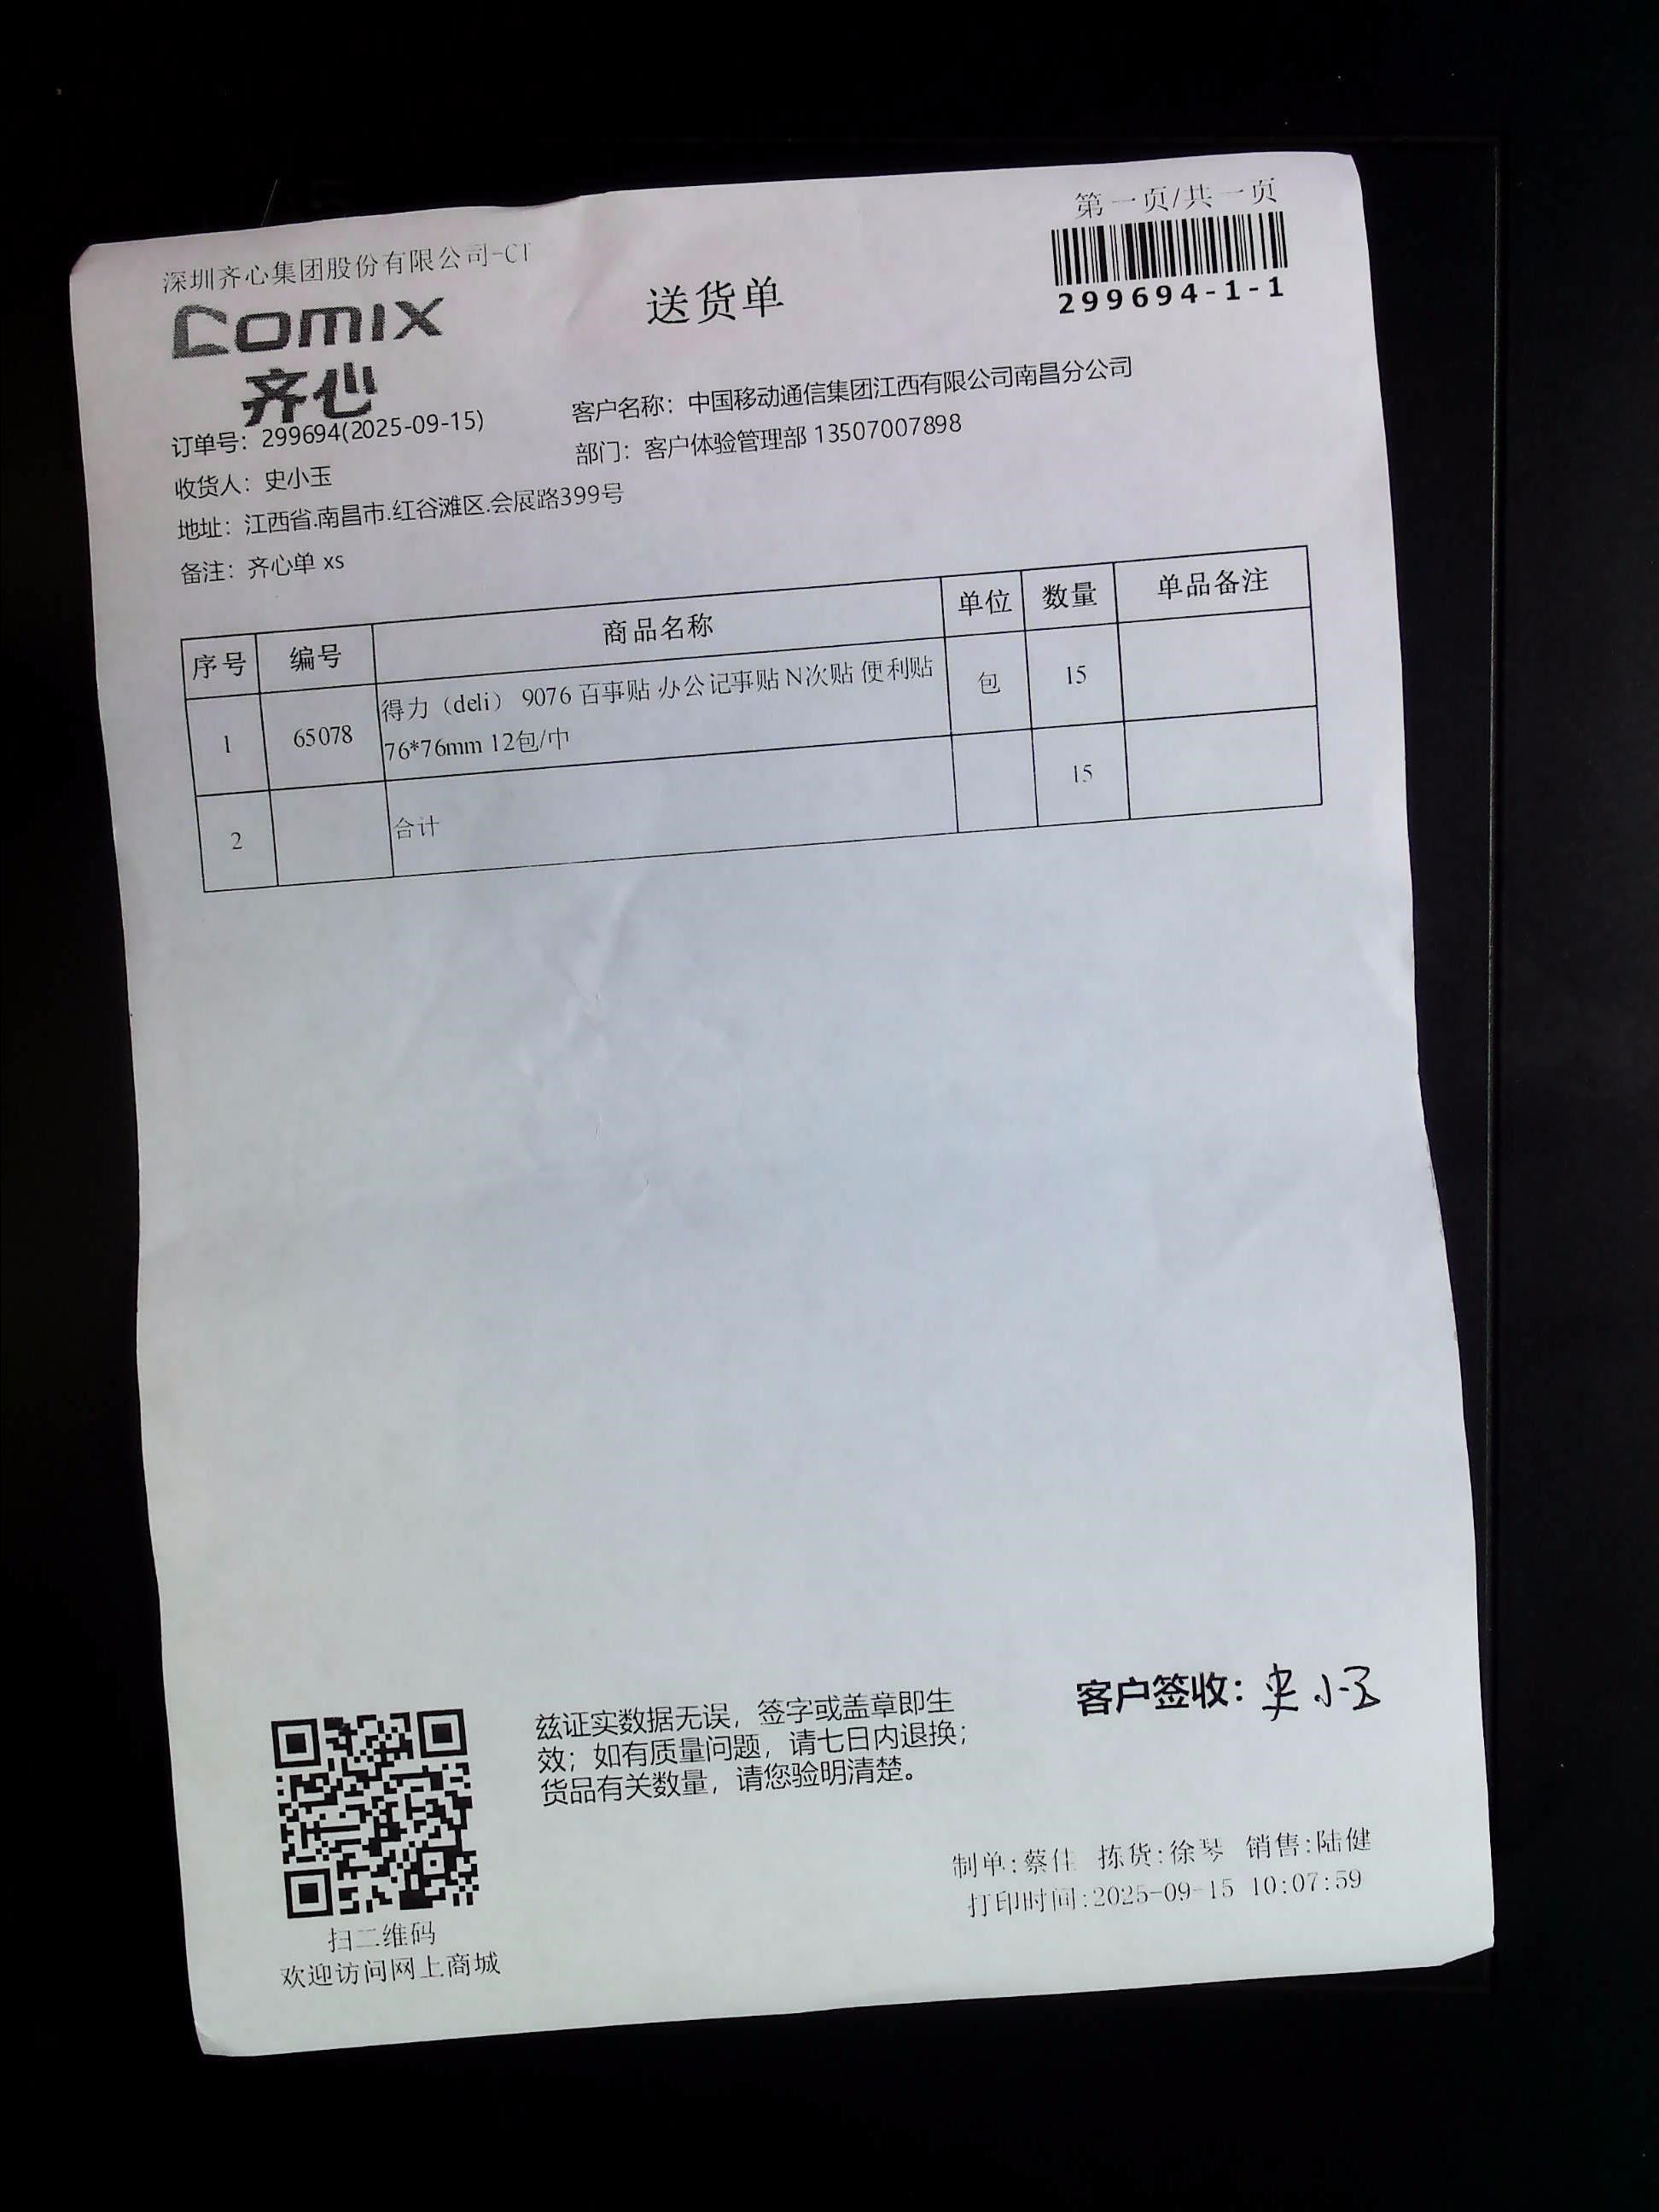 第一页/共一页
深圳齐心集团股份有限公司-CT
Comix
齐心
送货单
299694-1-1
订单号：299694(2025-09-15)
客户名称：中国移动通信集团江西有限公司南昌分公司
收货人：史小玉
部门：客户体验管理部 13507007898
地址：江西省.南昌市.红谷滩区.会展路399号
备注：齐心单 xs
序号 编号 商品名称 单位 数量 单品备注
1 65078 得力（deli） 9076 百事贴 办公记事贴 N次贴 便利贴 包 15
76*76mm 12包/中
2 合计 15
客户签收：史小玉
兹证实数据无误，签字或盖章即生
效；如有质量问题，请七日内退换；
货品有关数量，请您验明清楚。
制单:蔡佳 拣货:徐琴 销售:陆健
打印时间:2025-09-15 10:07:59
扫二维码
欢迎访问网上商城